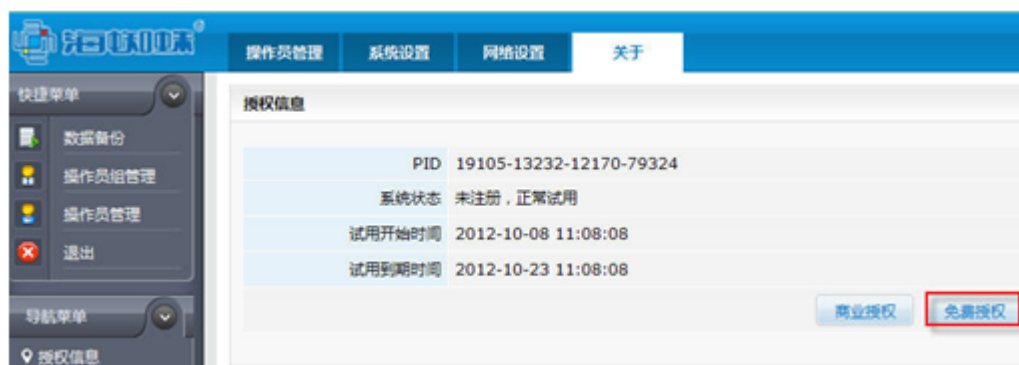 海蜘蛛®
操作员管理 系统设置 网络设置 关于
快捷菜单
数据备份
操作员组管理
操作员管理
退出
导航菜单
授权信息
授权信息
PID 19105-13232-12170-79324
系统状态 未注册，正常试用
试用开始时间 2012-10-08 11:08:08
试用到期时间 2012-10-23 11:08:08
商业授权 免费授权